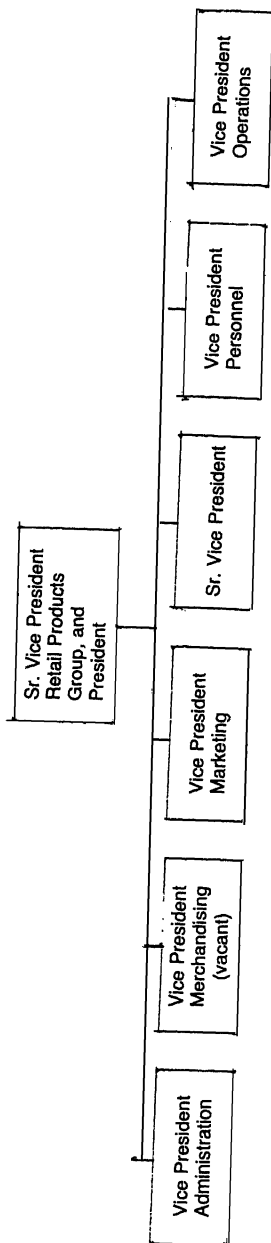 Sr. Vice President
Retail Products
Group, and
President
Vice President
Administration
Vice President
Merchandising
(vacant)
Vice President
Marketing
Sr. Vice President
Vice President
Personnel
Vice President
Operations